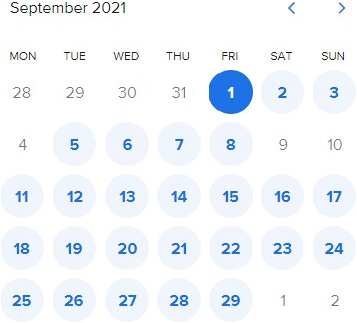 September 2021
MON TUE WED THU FRI SAT SUN
28 29 30 31 1 2 3
4 5 6 7 8 9 10
11 12 13 14 15 16 17
18 19 20 21 22 23 24
25 26 27 28 29 1 2